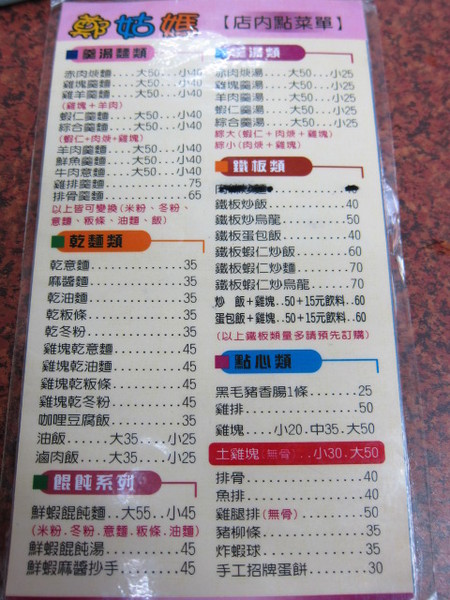 鄭姑媽 【店內點菜單】
羹湯麵類
赤肉焿麵....大50...小40
雞塊羹麵....大50...小40
雞羊羹麵....大50...小40
(雞塊+羊肉)
蝦仁羹麵....大50...小40
綜合羹麵....大50...小40
(蝦仁+肉焿+雞塊)
羊肉羹麵....大50...小40
鮮魚羹麵....大50...小40
牛肉意麵....大50...小40
雞排羹麵..........75
排骨羹麵..........65
以上皆可變換(米粉、冬粉、
意麵、粄條、油麵、飯)
乾麵類
乾意麵............35
麻醬麵............35
乾油麵............35
乾粄條............35
乾冬粉............35
雞塊乾意麵........45
雞塊乾油麵........45
雞塊乾粄條........45
雞塊乾冬粉........45
咖哩豆腐飯........35
油飯....大35....小25
滷肉飯...大35...小25
餛飩系列
鮮蝦餛飩麵...大55..小45
(米粉.冬粉.意麵.粄條.油麵)
鮮蝦餛飩湯........45
鮮蝦麻醬抄手......45
羹湯類
赤肉焿湯...大50...小25
雞塊羹湯...大50...小25
羊肉羹湯...大50...小25
蝦仁羹湯...大50...小25
綜合羹湯...大50...小25
綜大(蝦仁+肉焿+雞塊)
綜小(肉焿+雞塊)
鐵板類
鐵板炒飯..........40
鐵板炒烏龍........50
鐵板蛋包飯........40
鐵板蝦仁炒飯......60
鐵板蝦仁炒麵......70
鐵板蝦仁炒烏龍....70
炒 飯+雞塊..50+15元飲料..60
蛋包飯+雞塊..50+15元飲料.60
(以上鐵板類量多請預先訂購)
點心類
黑毛豬香腸1條......25
雞排..............50
雞塊...小20.中35.大50
土雞塊(無骨)...小30.大50
排骨..............40
魚排..............40
雞腿排(無骨)......50
豬柳條............35
炸蝦球............35
手工招牌蛋餅......30